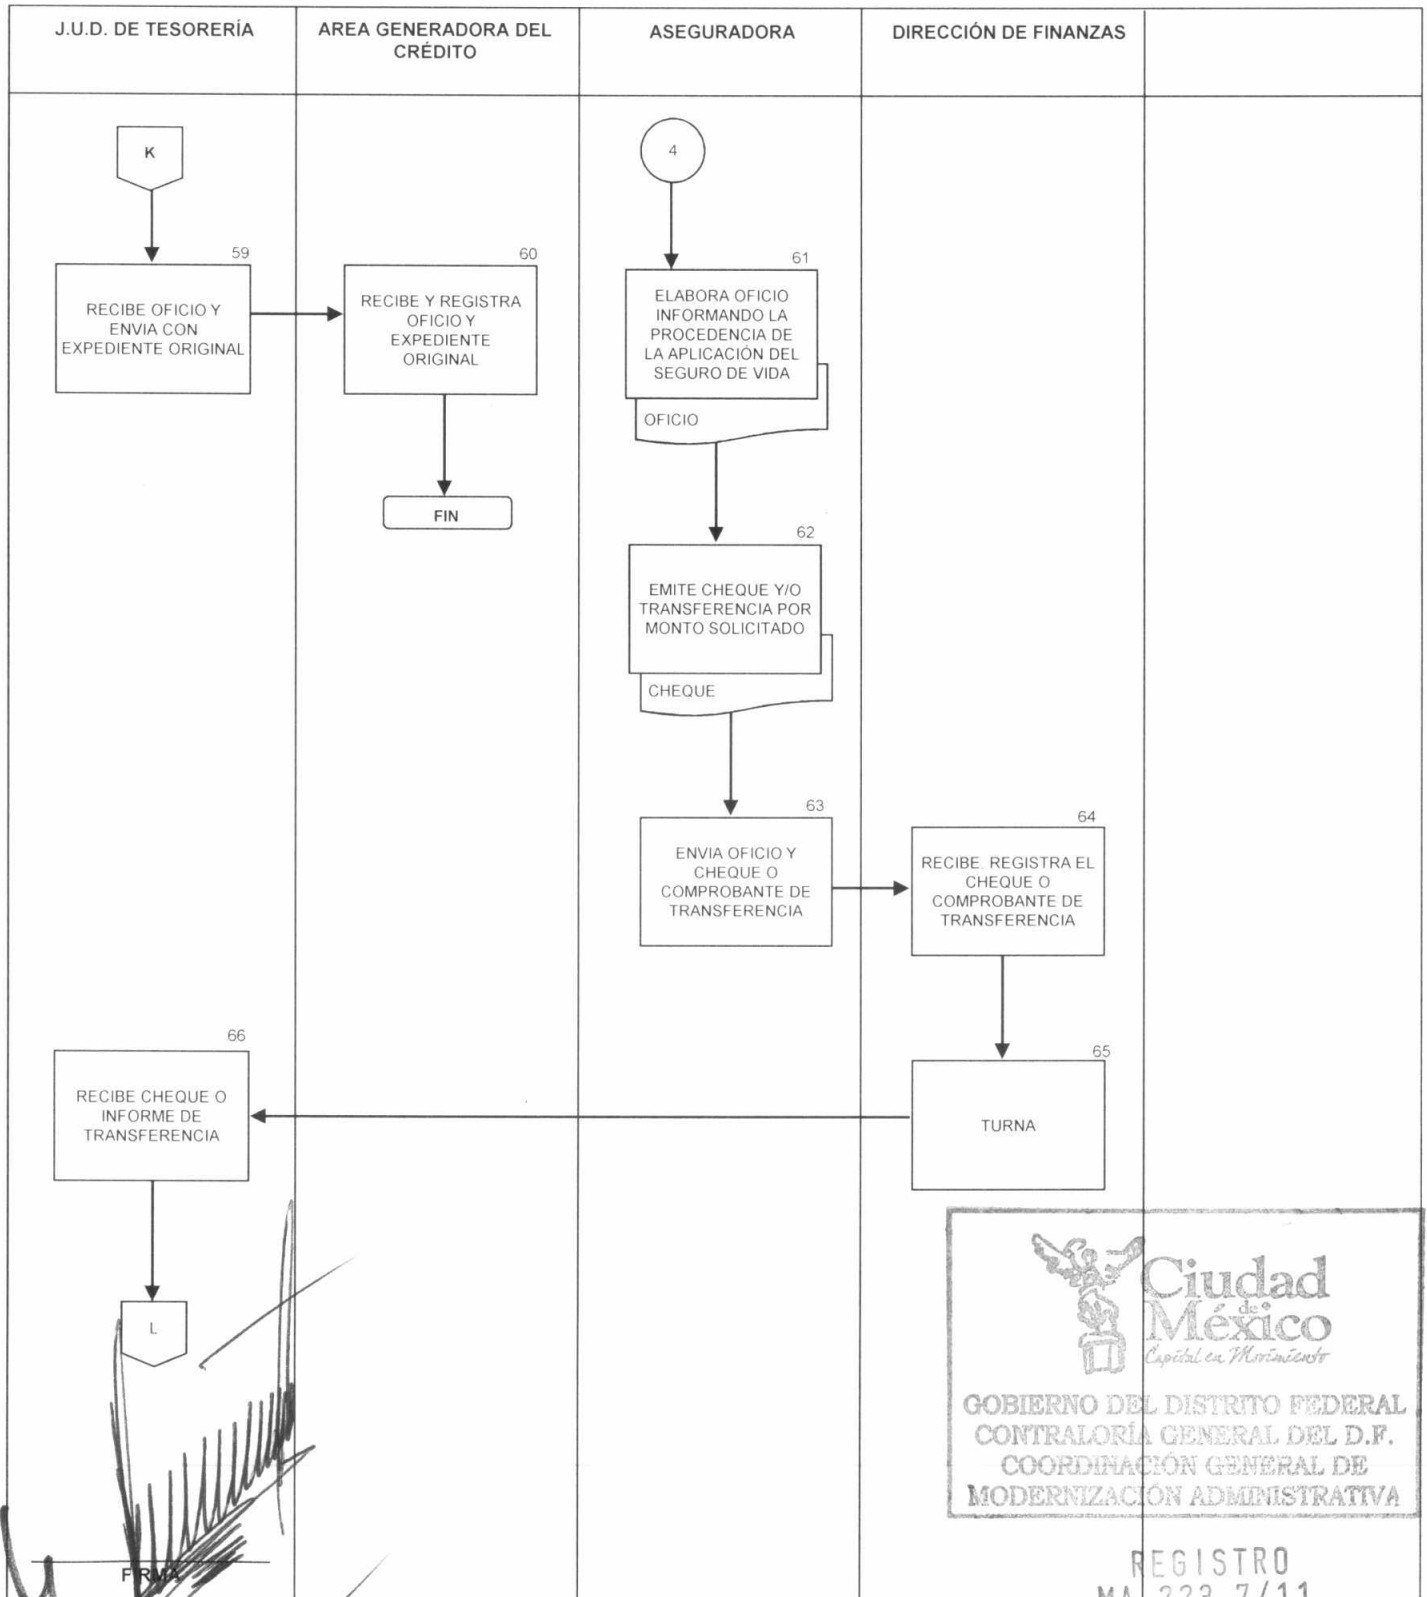 J.U.D. DE TESORERÍA
AREA GENERADORA DEL
CRÉDITO
ASEGURADORA
DIRECCIÓN DE FINANZAS
K
4
59
RECIBE OFICIO Y
ENVIA CON
EXPEDIENTE ORIGINAL
60
RECIBE Y REGISTRA
OFICIO Y
EXPEDIENTE
ORIGINAL
61
ELABORA OFICIO
INFORMANDO LA
PROCEDENCIA DE
LA APLICACIÓN DEL
SEGURO DE VIDA
OFICIO
FIN
62
EMITE CHEQUE Y/O
TRANSFERENCIA POR
MONTO SOLICITADO
CHEQUE
63
ENVIA OFICIO Y
CHEQUE O
COMPROBANTE DE
TRANSFERENCIA
64
RECIBE. REGISTRA EL
CHEQUE O
COMPROBANTE DE
TRANSFERENCIA
65
TURNA
66
RECIBE CHEQUE O
INFORME DE
TRANSFERENCIA
L
Ciudad
de
México
Capital en Movimiento
GOBIERNO DEL DISTRITO FEDERAL
CONTRALORÍA GENERAL DEL D.F.
COORDINACIÓN GENERAL DE
MODERNIZACIÓN ADMINISTRATIVA
FIRMA
REGISTRO
MA 223 7/11